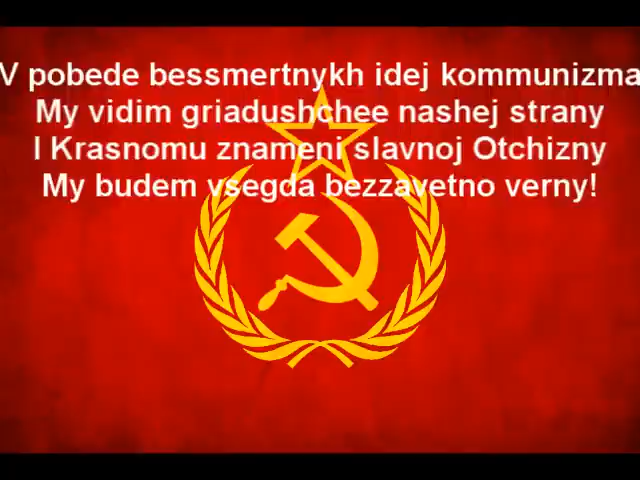 V pobede bessmertnykh idej kommunizma
My vidim griadushchee nashej strany
I Krasnomu znameni slavnoj Otchizny
My budem vsegda bezzavetno verny!